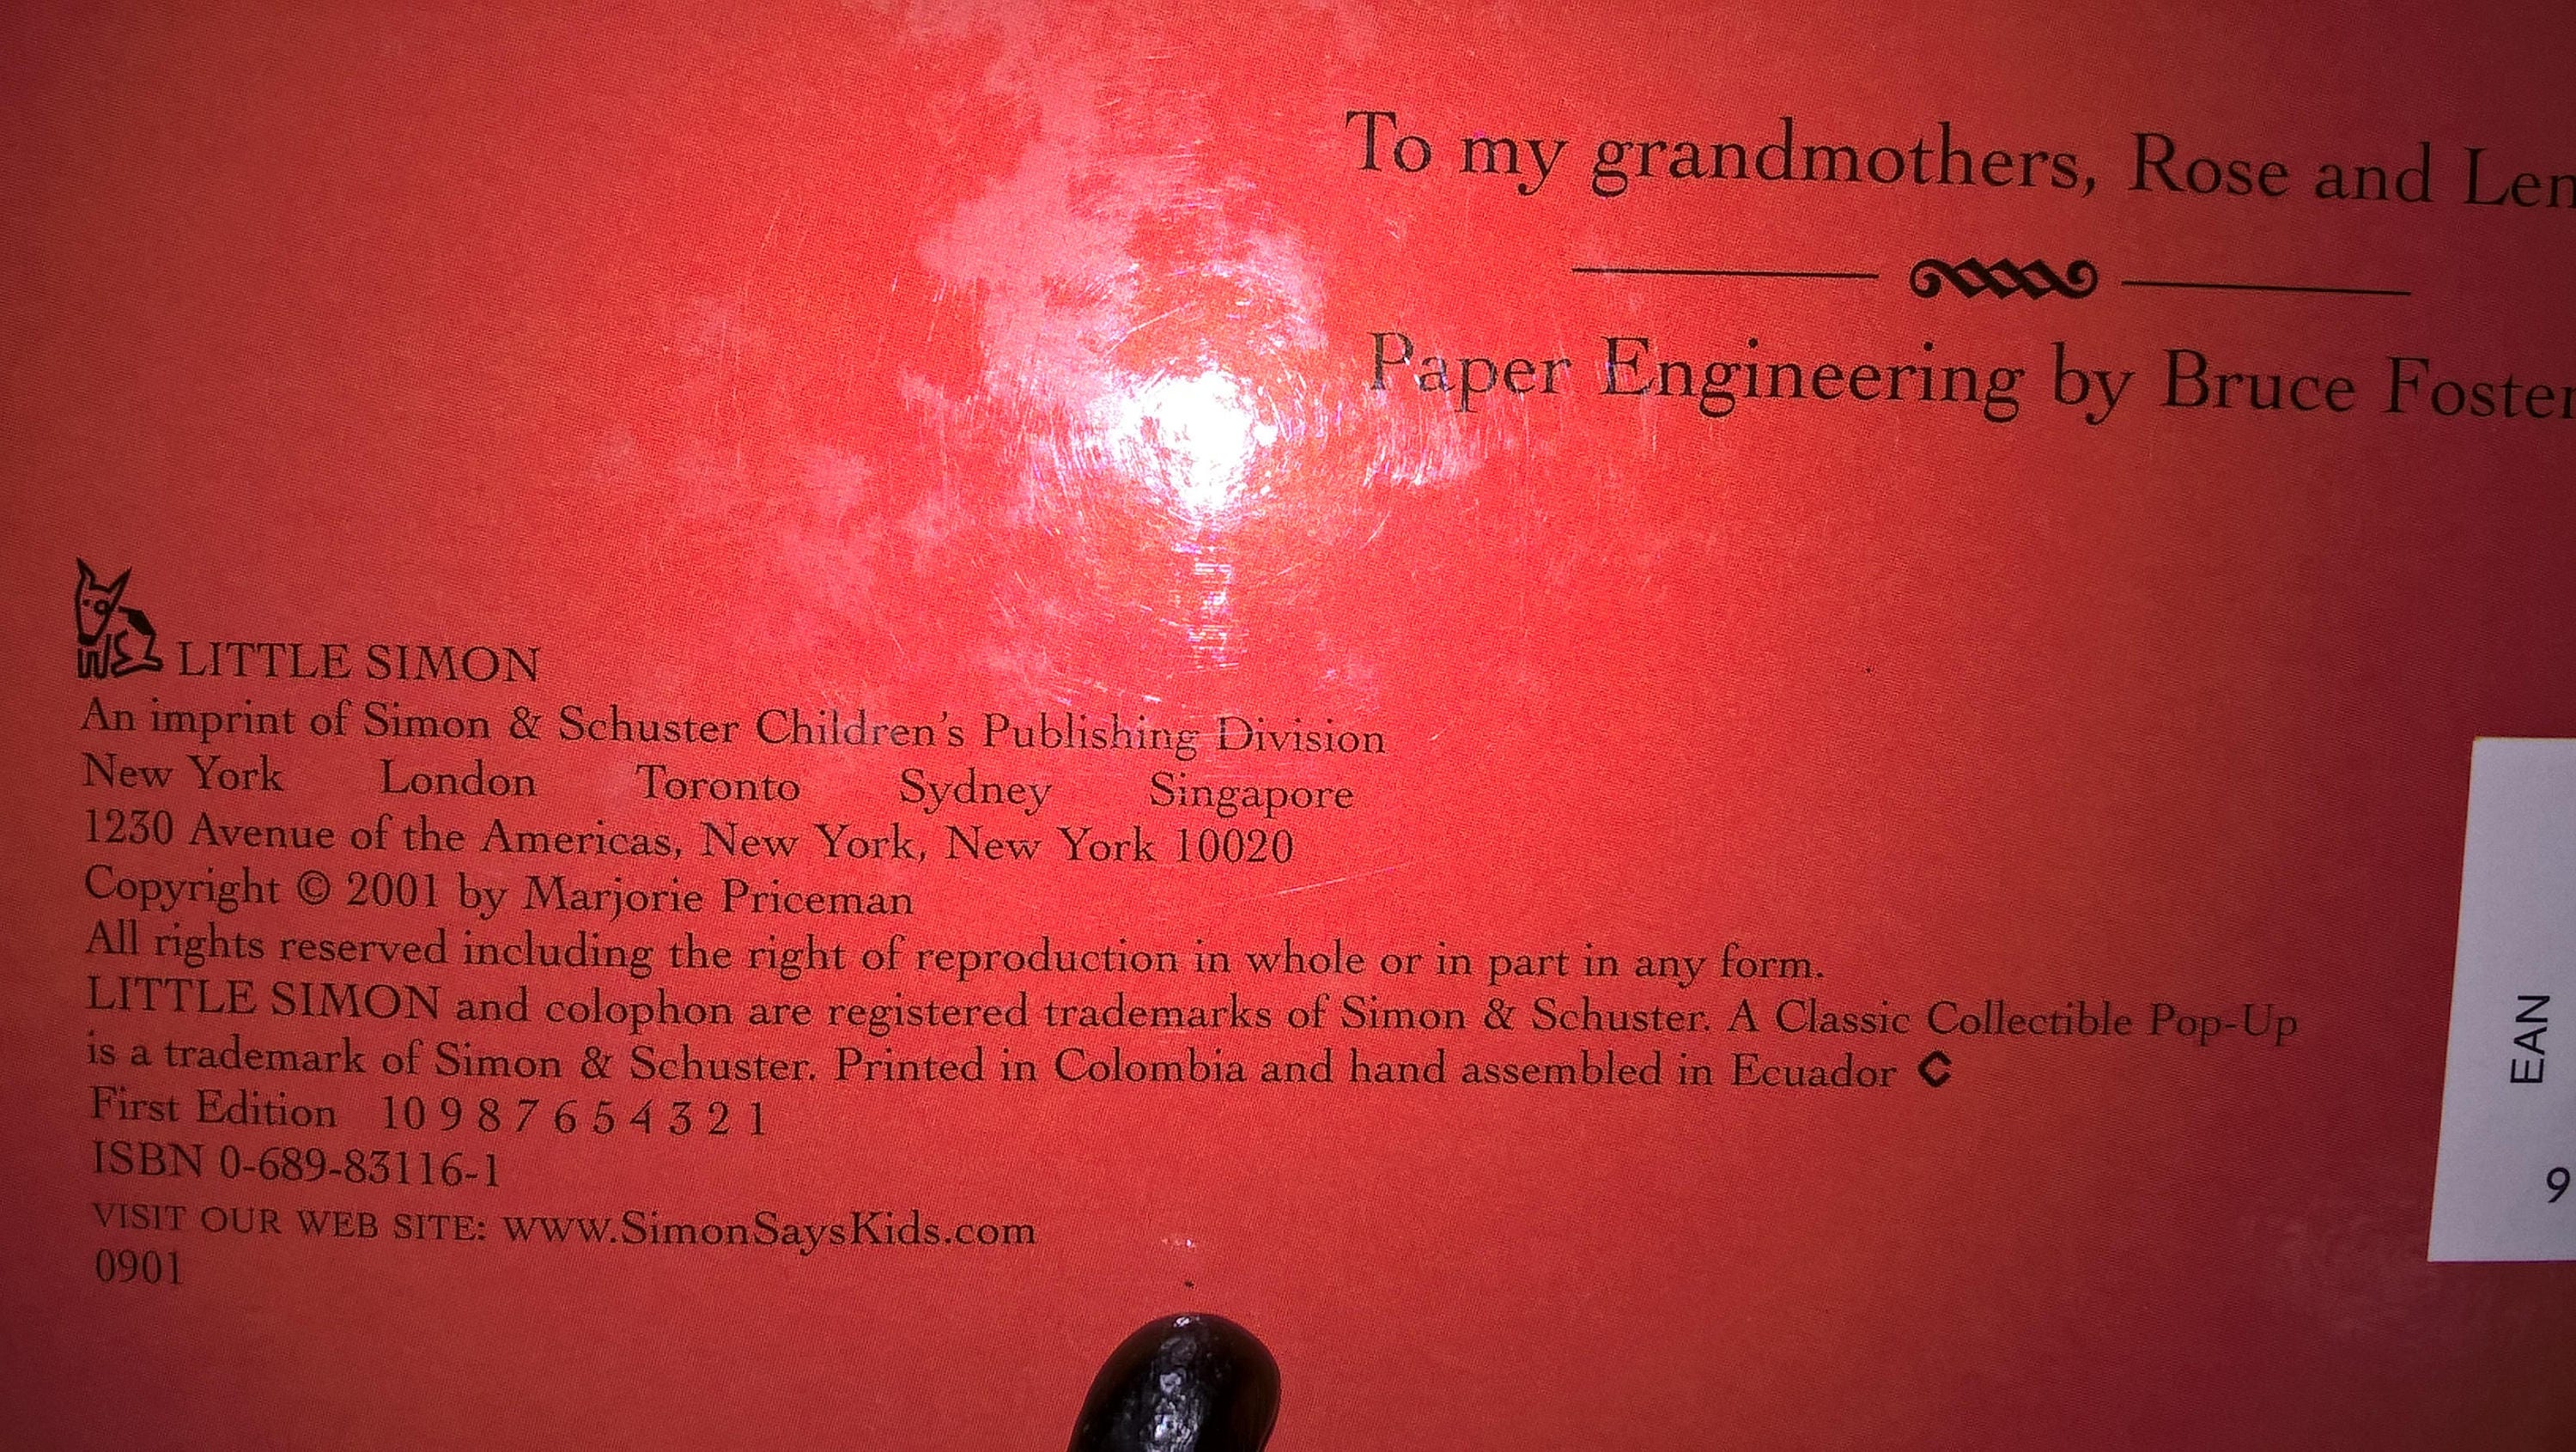 To my grandmothers, Rose and
Paper Engineering by Bruce Foster
LITTLE SIMON
An imprint of Simon & Schuster Children's Publishing Division
New York London Toronto Sydney Singapore
1230 Avenue of the Americas, New York, New York 10020
Copyright © 2001 by Marjorie Priceman
All rights reserved including the right of reproduction in whole or in part in any form.
LITTLE SIMON and colophon are registered trademarks of Simon & Schuster. A Classic Collectible Pop-Up
is a trademark of Simon & Schuster. Printed in Colombia and hand assembled in Ecuador
First Edition 10 9 8 7 6 5 4 3 2 1
ISBN 0-689-83116-1
VISIT OUR WEB SITE: www.SimonSaysKids.com
0901
EAN
9